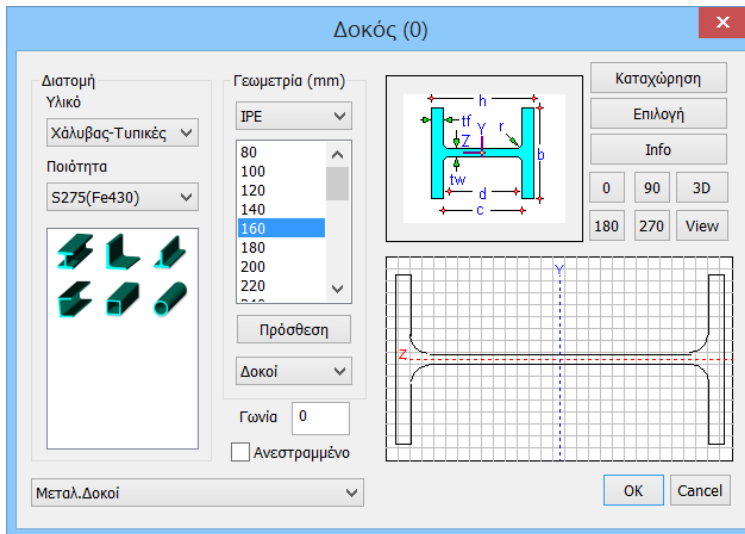 Δοκός (0)
Διατομή
Υλικό
Χάλυβας-Τυπικές
Ποιότητα
S275(Fe430)
Γεωμετρία (mm)
IPE
80
100
120
140
160
180
200
220
240
Πρόσθεση
Δοκοί
Γωνία 0
Ανεστραμμένο
Μεταλ.Δοκοί
h
tf
Y
r
Z
b
tw
d
c
Καταχώρηση
Επιλογή
Info
0 90 3D
180 270 View
Y
Z
OK Cancel